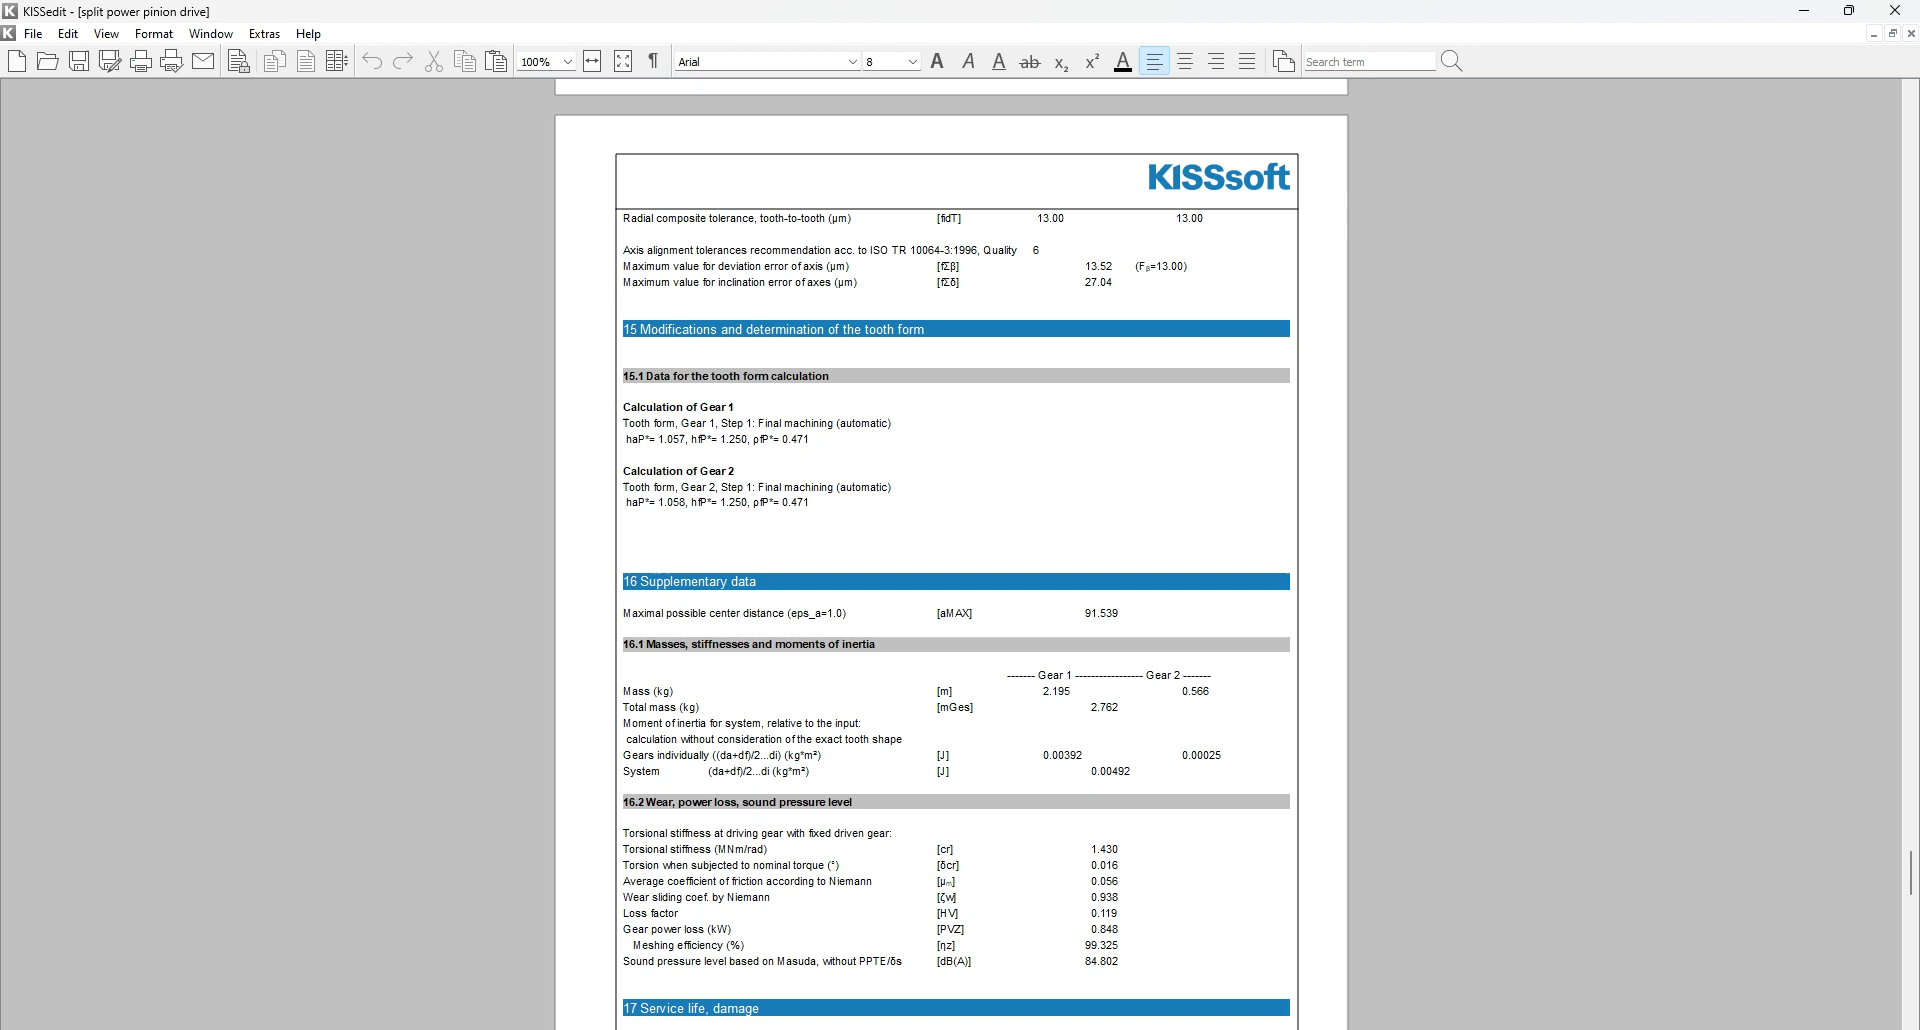 KISSedit - [split power pinion drive]
File Edit View Format Window Extras Help
100% Arial 8 Search term
KISSsoft
Radial composite tolerance, tooth-to-tooth (µm) [fidT] 13.00 13.00
Axis alignment tolerances recommendation acc. to ISO TR 10064-3:1996, Quality 6
Maximum value for deviation error of axis (µm) [fΣβ] 13.52 (Fβ=13.00)
Maximum value for inclination error of axes (µm) [fΣδ] 27.04
15 Modifications and determination of the tooth form
15.1 Data for the tooth form calculation
Calculation of Gear 1
Tooth form, Gear 1, Step 1: Final machining (automatic)
haP*= 1.057, hfP*= 1.250, ρfP*= 0.471
Calculation of Gear 2
Tooth form, Gear 2, Step 1: Final machining (automatic)
haP*= 1.058, hfP*= 1.250, ρfP*= 0.471
16 Supplementary data
Maximal possible center distance (eps_a=1.0) [aMAX] 91.539
16.1 Masses, stiffnesses and moments of inertia
------- Gear 1 ----------------- Gear 2 -------
Mass (kg) [m] 2.195 0.566
Total mass (kg) [mGes] 2.762
Moment of inertia for system, relative to the input:
calculation without consideration of the exact tooth shape
Gears individually ((da+df)/2...di) (kg*m²) [J] 0.00392 0.00025
System (da+df)/2...di (kg*m²) [J] 0.00492
16.2 Wear, power loss, sound pressure level
Torsional stiffness at driving gear with fixed driven gear:
Torsional stiffness (MNm/rad) [cr] 1.430
Torsion when subjected to nominal torque (°) [δcr] 0.016
Average coefficient of friction according to Niemann [µm] 0.056
Wear sliding coef. by Niemann [ζw] 0.938
Loss factor [HV] 0.119
Gear power loss (kW) [PVZ] 0.848
Meshing efficiency (%) [ηz] 99.325
Sound pressure level based on Masuda, without PPTE/δs [dB(A)] 84.802
17 Service life, damage